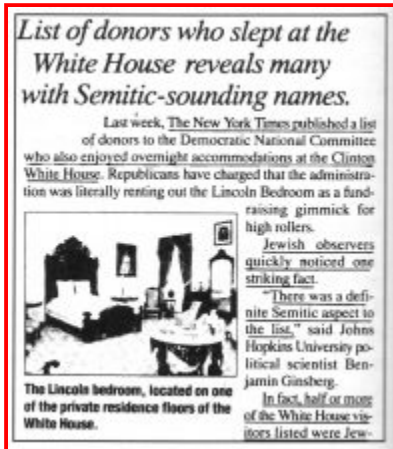 List of donors who slept at the
White House reveals many
with Semitic-sounding names.
Last week, The New York Times published a list
of donors to the Democratic National Committee
who also enjoyed overnight accommodations at the Clinton
White House. Republicans have charged that the administra-
tion was literally renting out the Lincoln Bedroom as a fund-
raising gimmick for
high rollers.
Jewish observers
quickly noticed one
striking fact.
"There was a defi-
nite Semitic aspect to
the list," said Johns
Hopkins University po-
litical scientist Ben-
jamin Ginsberg.
In fact, half or more
of the White House vis-
itors listed were Jew-
The Lincoln bedroom, located on one
of the private residence floors of the
White House.